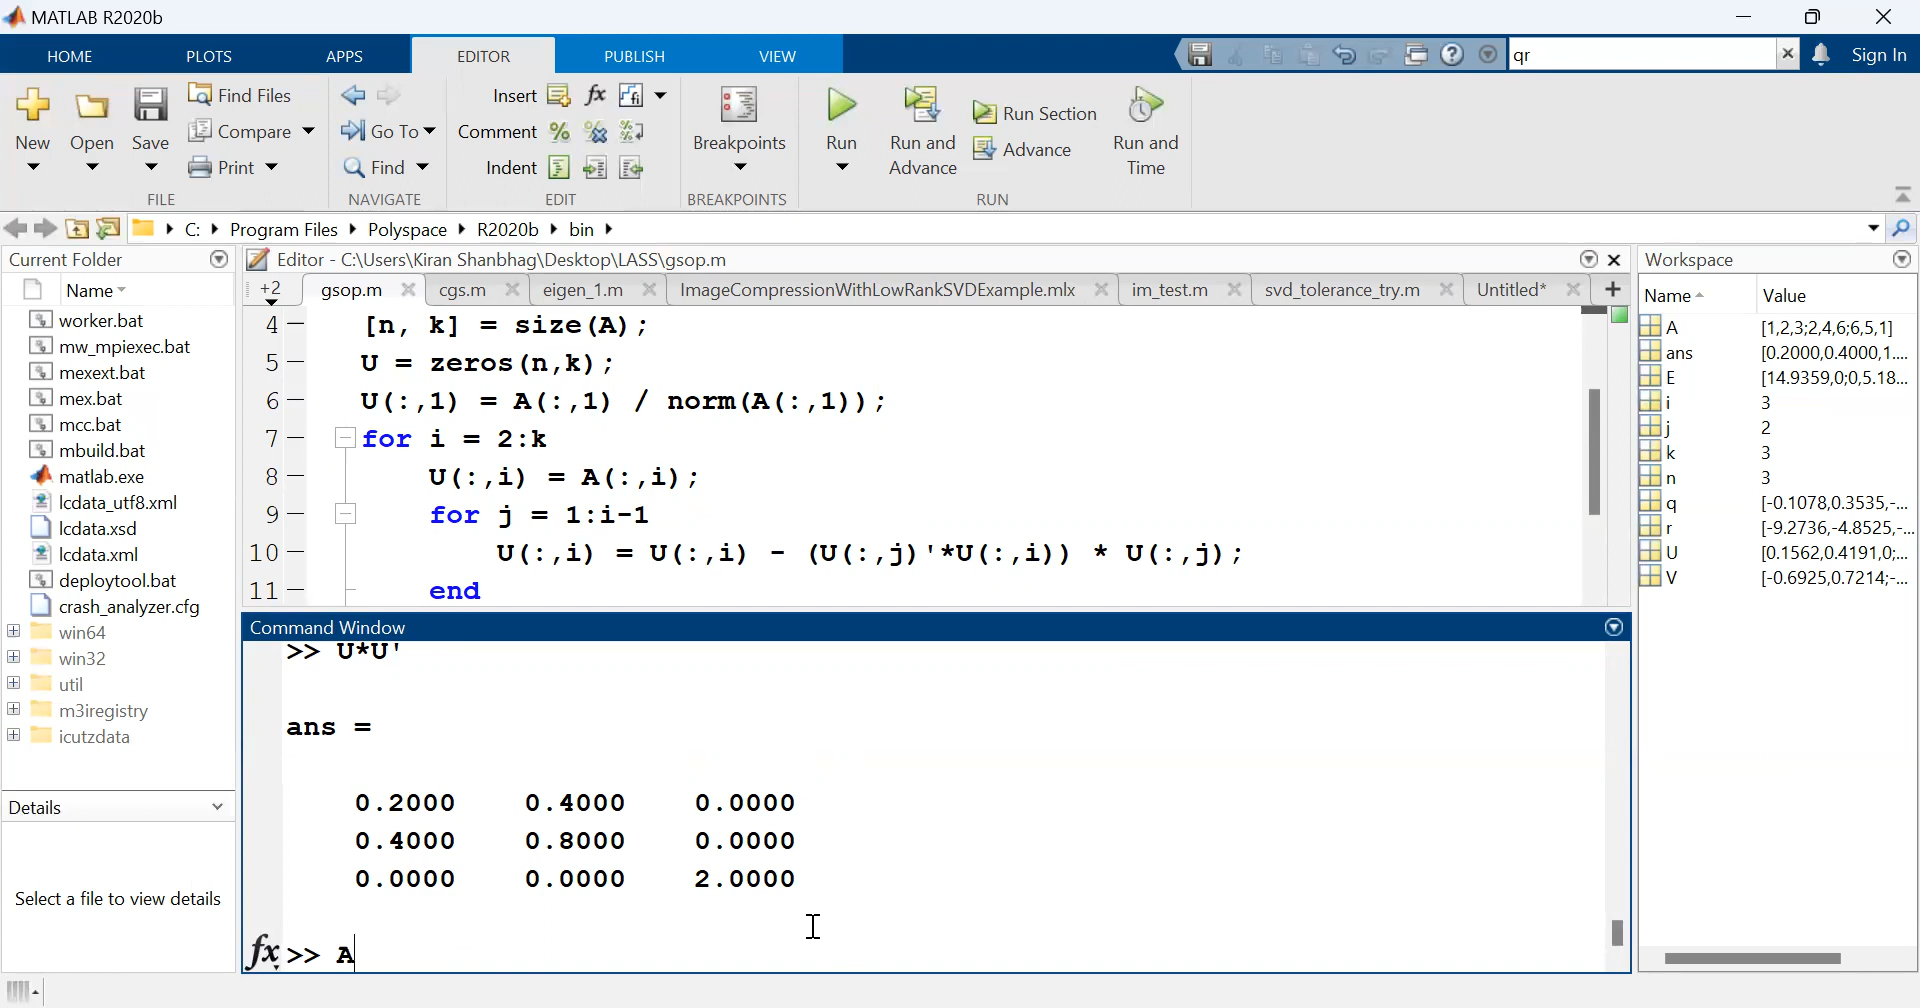 MATLAB R2020b
HOME PLOTS APPS EDITOR PUBLISH VIEW qr Sign In
New Open Save Find Files Compare Print
FILE
Go To Find
NAVIGATE
Insert fx fi
Comment % %
Indent
EDIT
Breakpoints
BREAKPOINTS
Run Run and Advance Run Section Advance Run and Time
RUN
C: Program Files Polyspace R2020b bin
Current Folder
Name
worker.bat
mw_mpiexec.bat
mexext.bat
mex.bat
mcc.bat
mbuild.bat
matlab.exe
lcdata_utf8.xml
lcdata.xsd
lcdata.xml
deploytool.bat
crash_analyzer.cfg
win64
win32
util
m3iregistry
icutzdata
Details
Select a file to view details
Editor - C:\Users\Kiran Shanbhag\Desktop\LASS\gsop.m
+2 gsop.m cgs.m eigen_1.m ImageCompressionWithLowRankSVDExample.mlx im_test.m svd_tolerance_try.m Untitled* +
4 – [n, k] = size(A);
5 – U = zeros(n,k);
6 – U(:,1) = A(:,1) / norm(A(:,1));
7 – for i = 2:k
8 – U(:,i) = A(:,i);
9 – for j = 1:i-1
10 – U(:,i) = U(:,i) - (U(:,j)'*U(:,i)) * U(:,j);
11 – end
Command Window
>> U*U'
ans =
0.2000 0.4000 0.0000
0.4000 0.8000 0.0000
0.0000 0.0000 2.0000
fx >> A
Workspace
Name Value
A [1,2,3;2,4,6;6,5,1]
ans [0.2000,0.4000,1....
E [14.9359,0;0,5.18...
i 3
j 2
k 3
n 3
q [-0.1078,0.3535,-...
r [-9.2736,-4.8525,-...
U [0.1562,0.4191,0;...
V [-0.6925,0.7214;-...